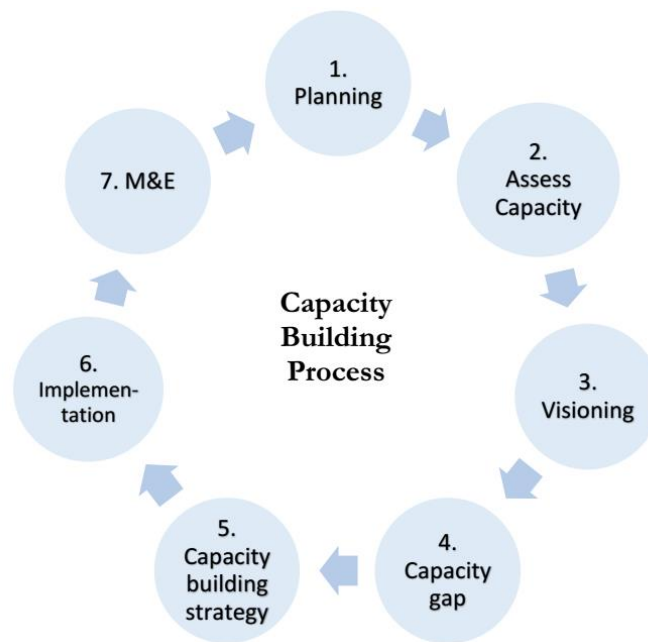 1.
Planning
2.
Assess
Capacity
3.
Visioning
4.
Capacity
gap
5.
Capacity
building
strategy
6.
Implemen-
tation
7. M&E
Capacity
Building
Process